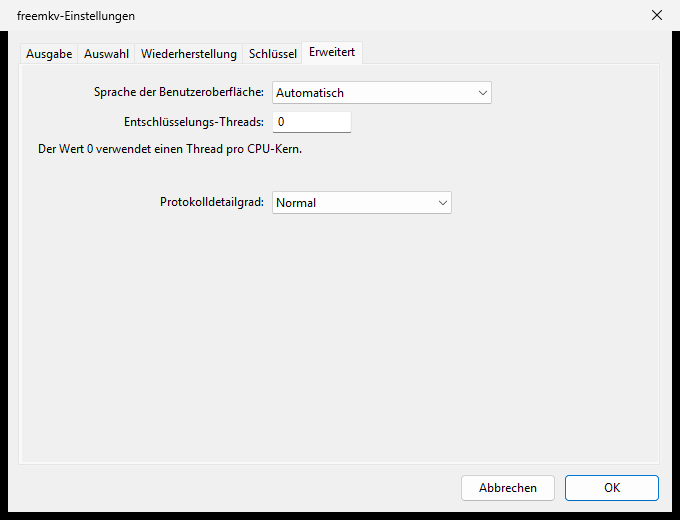 freemkv-Einstellungen
Ausgabe Auswahl Wiederherstellung Schlüssel Erweitert
Sprache der Benutzeroberfläche: Automatisch
Entschlüsselungs-Threads: 0
Der Wert 0 verwendet einen Thread pro CPU-Kern.
Protokolldetailgrad: Normal
Abbrechen OK